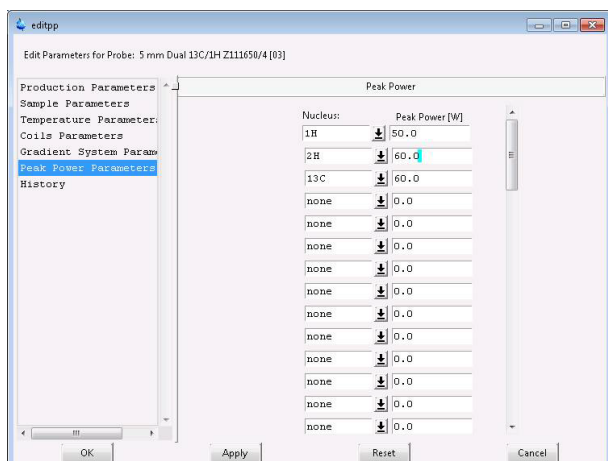 editpp
Edit Parameters for Probe: 5 mm Dual 13C/1H Z111650/4 [03]
Production Parameters
Sample Parameters
Temperature Parameter
Coils Parameters
Gradient System Param
Peak Power Parameters
History
Peak Power
Nucleus: Peak Power [W]
1H 50.0
2H 60.0
13C 60.0
none 0.0
none 0.0
none 0.0
none 0.0
none 0.0
none 0.0
none 0.0
none 0.0
none 0.0
none 0.0
none 0.0
OK Apply Reset Cancel